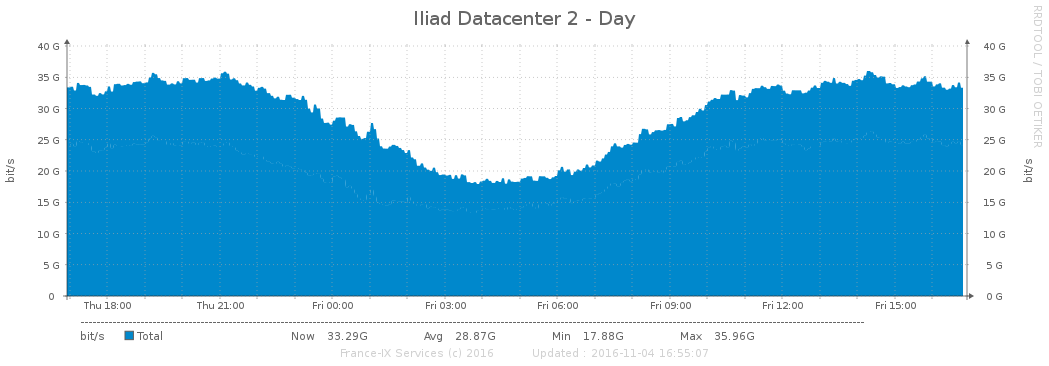 Iliad Datacenter 2 - Day
RRDTOOL / TOBI OETIKER
40 G 40 G
35 G 35 G
30 G 30 G
25 G 25 G
20 G 20 G
15 G 15 G
10 G 10 G
5 G 5 G
0 0 G
bit/s bit/s
Thu 18:00 Thu 21:00 Fri 00:00 Fri 03:00 Fri 06:00 Fri 09:00 Fri 12:00 Fri 15:00
bit/s Total Now 33.29G Avg 28.87G Min 17.88G Max 35.96G
France-IX Services (c) 2016 Updated : 2016-11-04 16:55:07